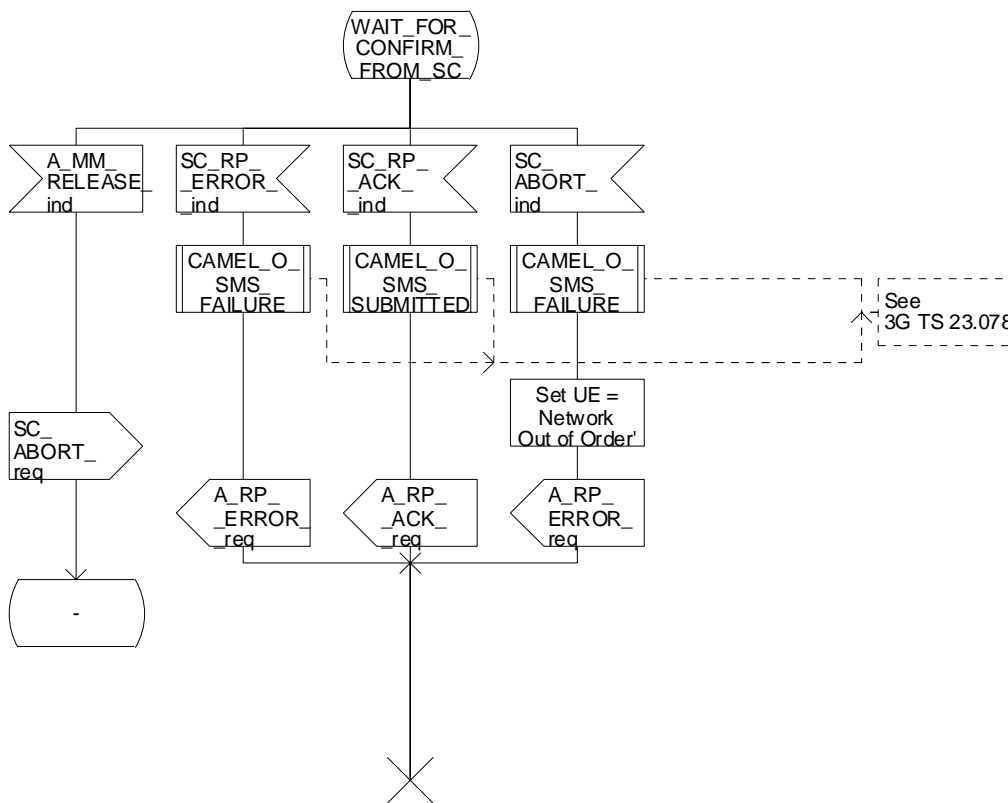 WAIT_FOR_
CONFIRM_
FROM_SC
A_MM_
RELEASE_
ind
SC_RP_
_ERROR_
_ind
SC_RP_
_ACK_
_ind
SC_
ABORT_
ind
CAMEL_O_
SMS_
FAILURE
CAMEL_O_
SMS_
SUBMITTED
CAMEL_O_
SMS_
FAILURE
See
3G TS 23.078
Set UE =
Network
Out of Order'
SC_
ABORT_
req
A_RP_
_ERROR_
_req
A_RP_
_ACK_
_req
A_RP_
ERROR_
req
-